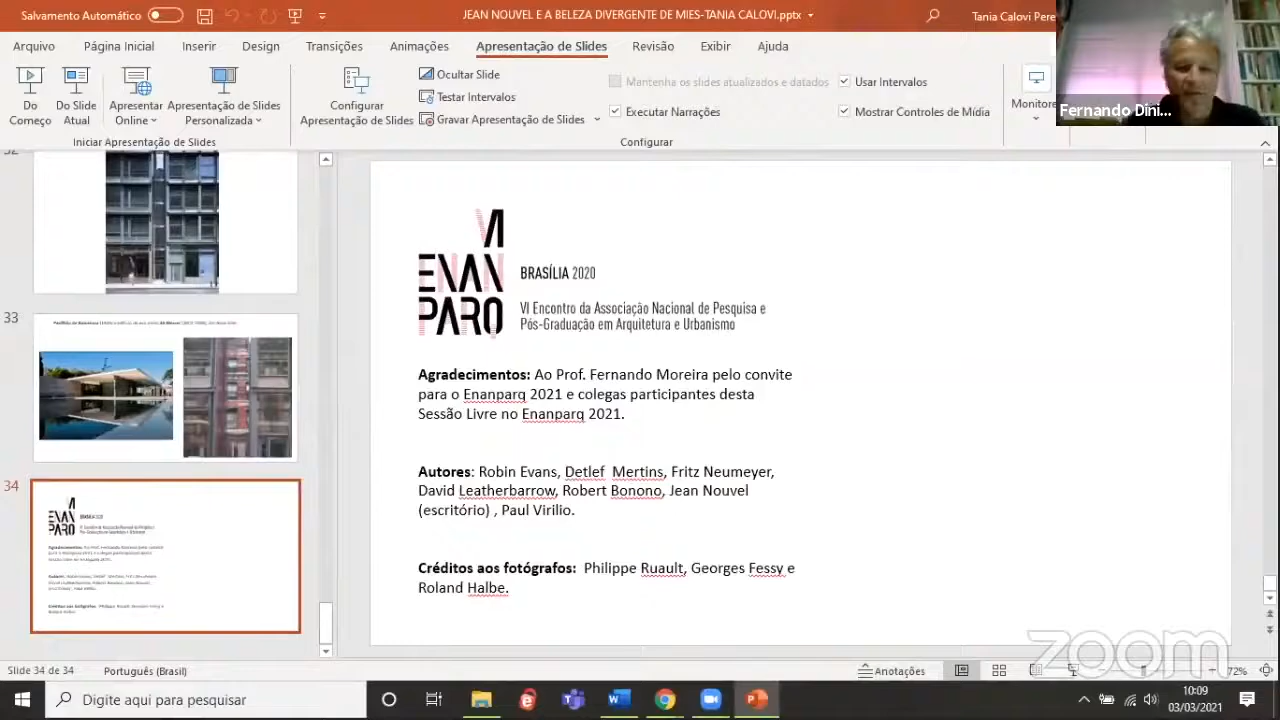 Salvamento Automático
JEAN NOUVEL E A BELEZA DIVERGENTE DE MIES-TANIA CALOVI.pptx
Tania Calovi Pere
Arquivo
Página Inicial
Inserir
Design
Transições
Animações
Apresentação de Slides
Revisão
Exibir
Ajuda
Do Começo
Do Slide Atual
Apresentar Online
Apresentação de Slides Personalizada
Iniciar Apresentação de Slides
Configurar Apresentação de Slides
Ocultar Slide
Testar Intervalos
Gravar Apresentação de Slides
Mantenha os slides atualizados e datados
Executar Narrações
Usar Intervalos
Mostrar Controles de Mídia
Configurar
Monitore
Fernando Dini...
33
34
VI
ENAN
PARQ
BRASÍLIA 2020
VI Encontro da Associação Nacional de Pesquisa e
Pós-Graduação em Arquitetura e Urbanismo
Agradecimentos: Ao Prof. Fernando Moreira pelo convite
para o Enanparq 2021 e colegas participantes desta
Sessão Livre no Enanparq 2021.
Autores: Robin Evans, Detlef Mertins, Fritz Neumeyer,
David Leatherbarrow, Robert Bonono, Jean Nouvel
(escritório) , Paul Virílio.
Créditos aos fotógrafos: Philippe Ruault, Georges Fessy e
Roland Halbe.
zoom
Slide 34 de 34
Português (Brasil)
Anotações
72%
Digite aqui para pesquisar
10:09
03/03/2021